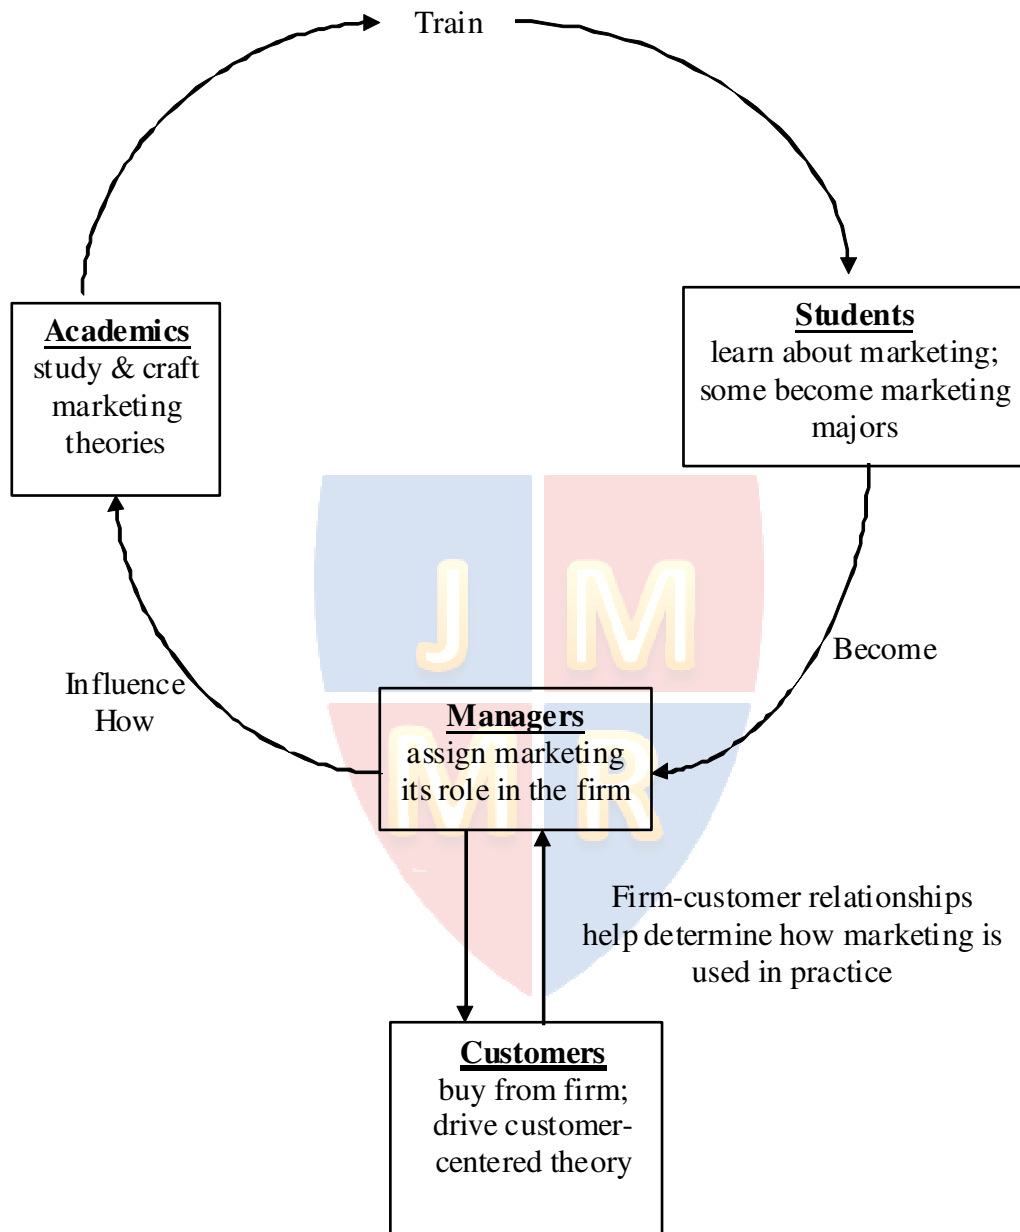 Train
Academics
study & craft
marketing
theories
Students
learn about marketing;
some become marketing
majors
J M
M R
Become
Influence
How
Managers
assign marketing
its role in the firm
Firm-customer relationships
help determine how marketing is
used in practice
Customers
buy from firm;
drive customer-
centered theory